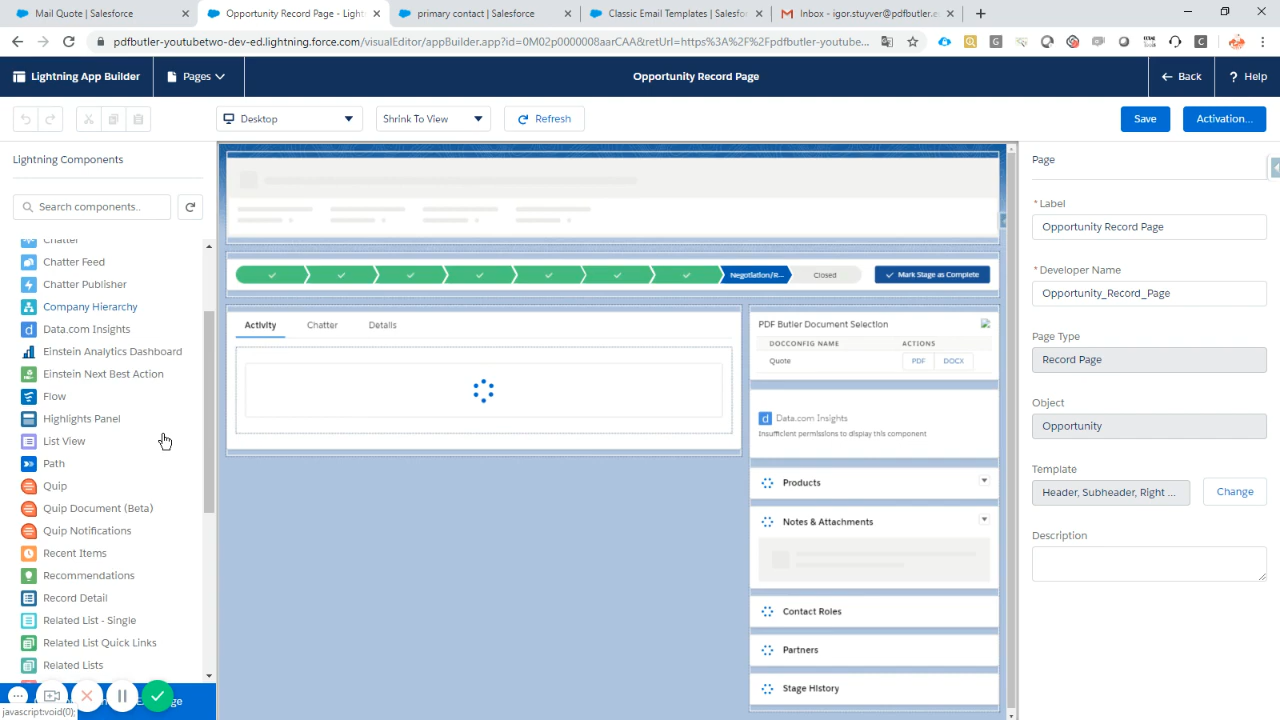 Mail Quote | Salesforce
Opportunity Record Page - Lightn
primary contact | Salesforce
Classic Email Templates | Salesfor
Inbox - igor.stuyver@pdfbutler.e
pdfbutler-youtubetwo-dev-ed.lightning.force.com/visualEditor/appBuilder.app?id=0M02p0000008aarCAA&retUrl=https%3A%2F%2Fpdfbutler-youtube...
Lightning App Builder
Pages
Opportunity Record Page
Back
? Help
Desktop
Shrink To View
Refresh
Save
Activation...
Lightning Components
Search components..
Chatter
Chatter Feed
Chatter Publisher
Company Hierarchy
Data.com Insights
Einstein Analytics Dashboard
Einstein Next Best Action
Flow
Highlights Panel
List View
Path
Quip
Quip Document (Beta)
Quip Notifications
Recent Items
Recommendations
Record Detail
Related List - Single
Related List Quick Links
Related Lists
javascript:void(0);
Negotiation/R...
Closed
Mark Stage as Complete
Activity
Chatter
Details
PDF Butler Document Selection
DOCCONFIG NAME
ACTIONS
Quote
PDF
DOCX
Data.com Insights
Insufficient permissions to display this component
Products
Notes & Attachments
Contact Roles
Partners
Stage History
Page
* Label
Opportunity Record Page
* Developer Name
Opportunity_Record_Page
Page Type
Record Page
Object
Opportunity
Template
Header, Subheader, Right ...
Change
Description